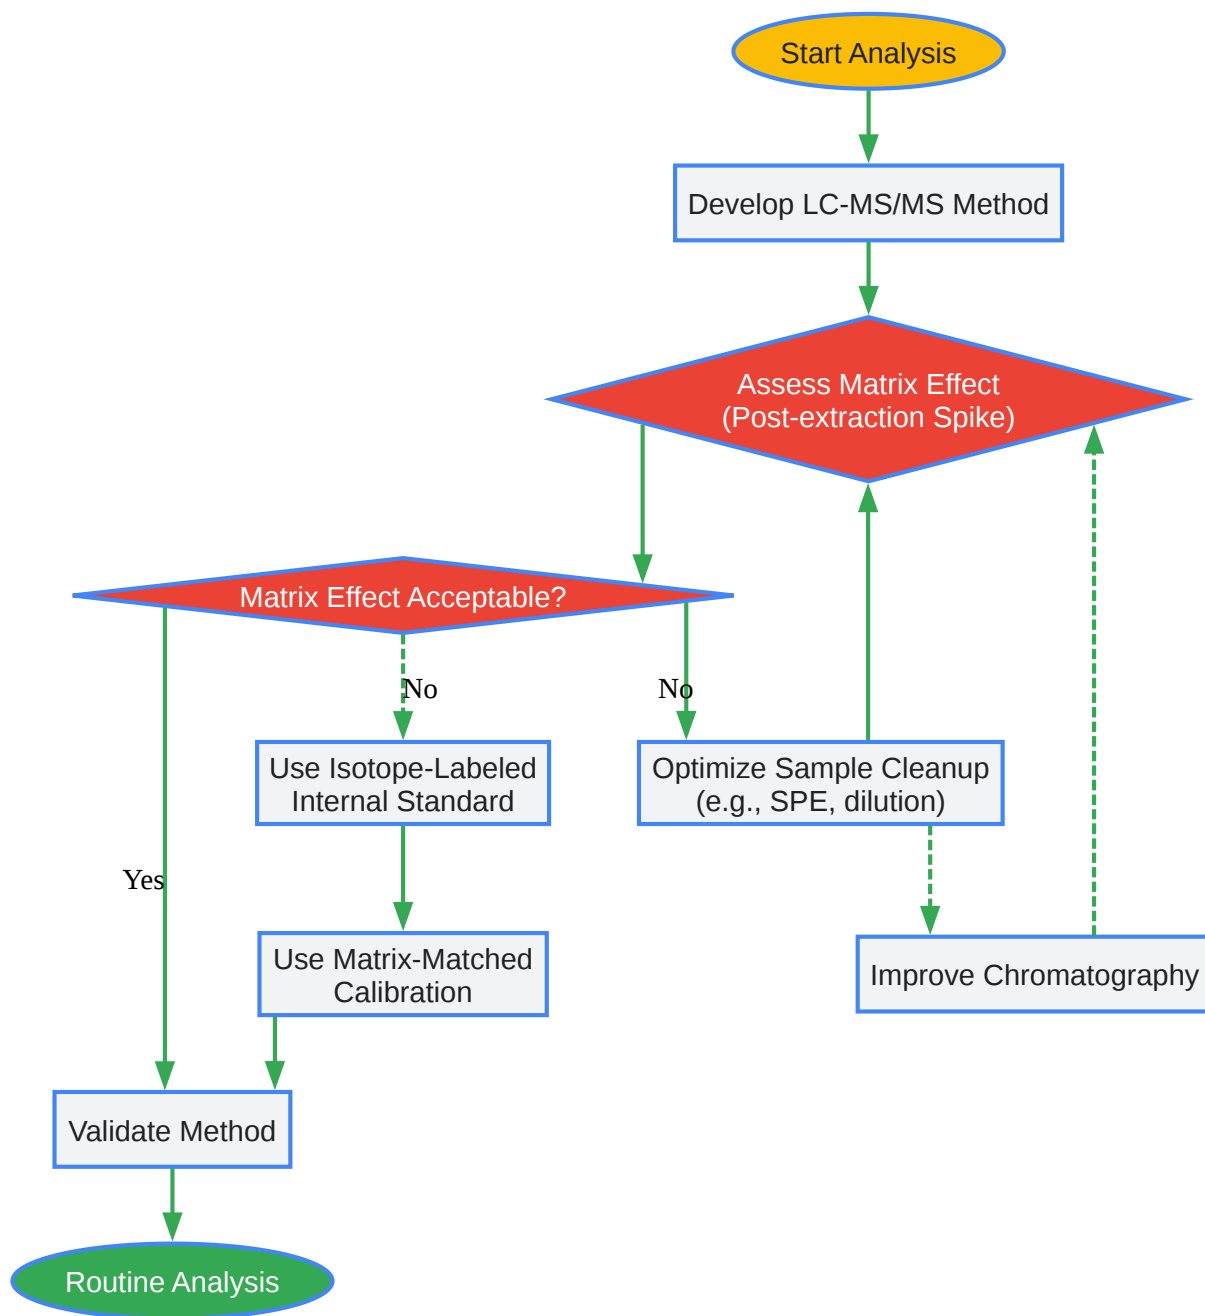 Start Analysis
Develop LC-MS/MS Method
Assess Matrix Effect
(Post-extraction Spike)
Matrix Effect Acceptable?
No
No
Use Isotope-Labeled
Internal Standard
Optimize Sample Cleanup
(e.g., SPE, dilution)
Yes
Use Matrix-Matched
Calibration
Improve Chromatography
Validate Method
Routine Analysis